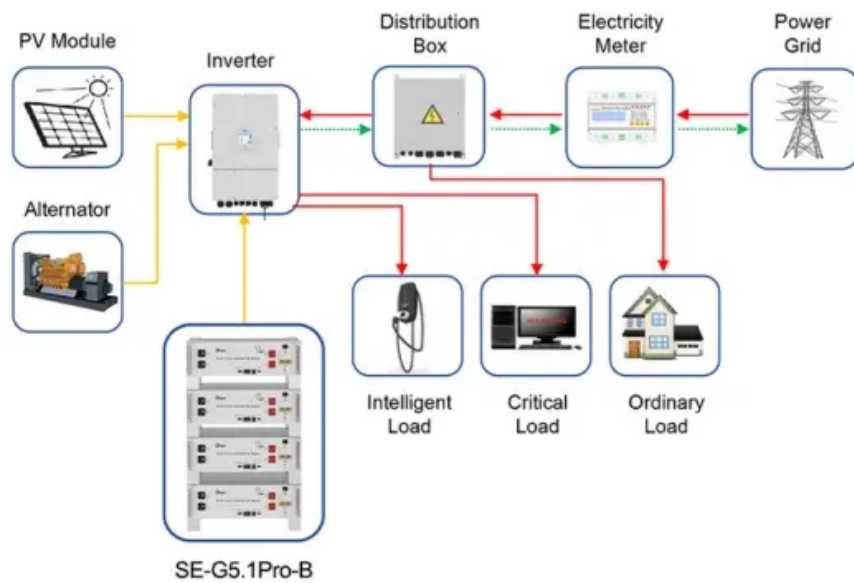 PV Module
Inverter
Distribution
Box
Electricity
Meter
Power
Grid
Alternator
Intelligent
Load
Critical
Load
Ordinary
Load
SE-G5.1Pro-B